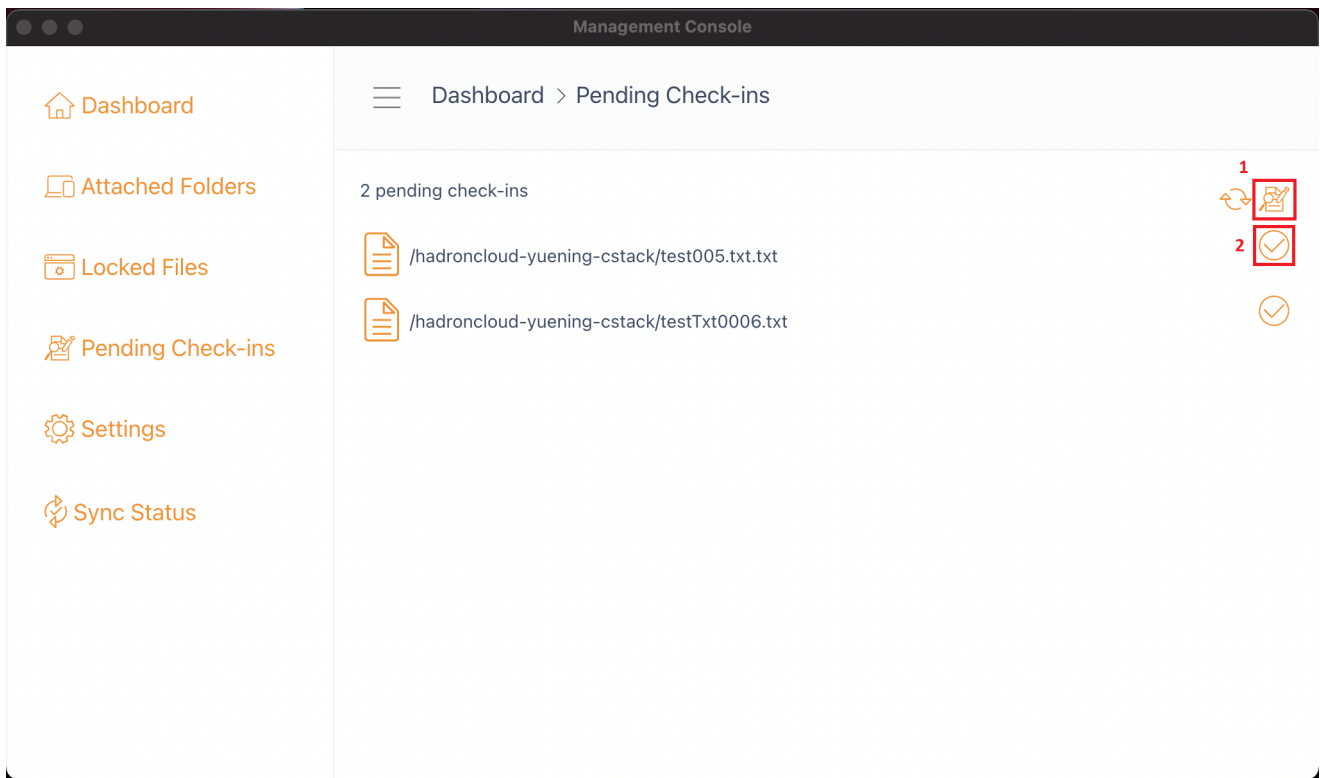 Management Console
Dashboard
Attached Folders
Locked Files
Pending Check-ins
Settings
Sync Status
Dashboard > Pending Check-ins
2 pending check-ins
1
/hadroncloud-yuening-cstack/test005.txt.txt
2
/hadroncloud-yuening-cstack/testTxt0006.txt